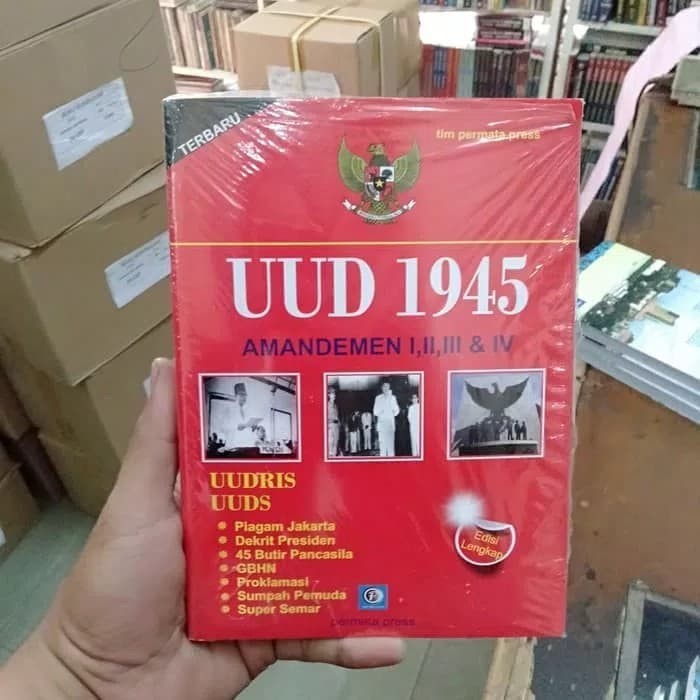 TERBARU
tim permata press
UUD 1945
AMANDEMEN I,II,III & IV
UUDRIS
UUDS
Piagam Jakarta
Dekrit Presiden
45 Butir Pancasila
GBHN
Proklamasi
Sumpah Pemuda
Super Semar
Edisi
Lengkap
permata press